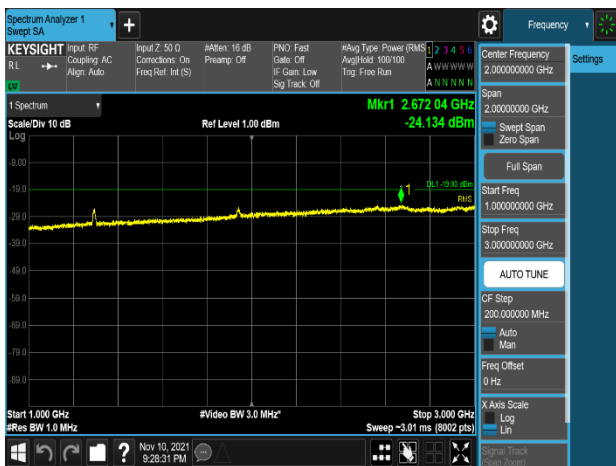 Spectrum Analyzer 1
Swept SA
+
Frequency
Settings
KEYSIGHT
RL
LXI
Input: RF
Coupling: AC
Align: Auto
Input Z: 50 Ω
Corrections: On
Freq Ref: Int (S)
#Atten: 16 dB
Preamp: Off
PNO: Fast
Gate: Off
IF Gain: Low
Sig Track: Off
#Avg Type: Power (RMS)
Avg|Hold: 100/100
Trig: Free Run
1 2 3 4 5 6
A W W W W W
A N N N N N
1 Spectrum
Scale/Div 10 dB
Ref Level 1.00 dBm
Mkr1 2.672 04 GHz
-24.134 dBm
Log
-9.00
-19.0
-29.0
-39.0
-49.0
-59.0
-69.0
-79.0
-89.0
1
DL1 -19.00 dBm
RMS
Start 1.000 GHz
#Res BW 1.0 MHz
#Video BW 3.0 MHz*
Stop 3.000 GHz
Sweep ~3.01 ms (8002 pts)
Nov 10, 2021
9:28:31 PM
?
Center Frequency
2.000000000 GHz
Span
2.00000000 GHz
Swept Span
Zero Span
Full Span
Start Freq
1.000000000 GHz
Stop Freq
3.000000000 GHz
AUTO TUNE
CF Step
200.000000 MHz
Auto
Man
Freq Offset
0 Hz
X Axis Scale
Log
Lin
Signal Track
(Span Zoom)